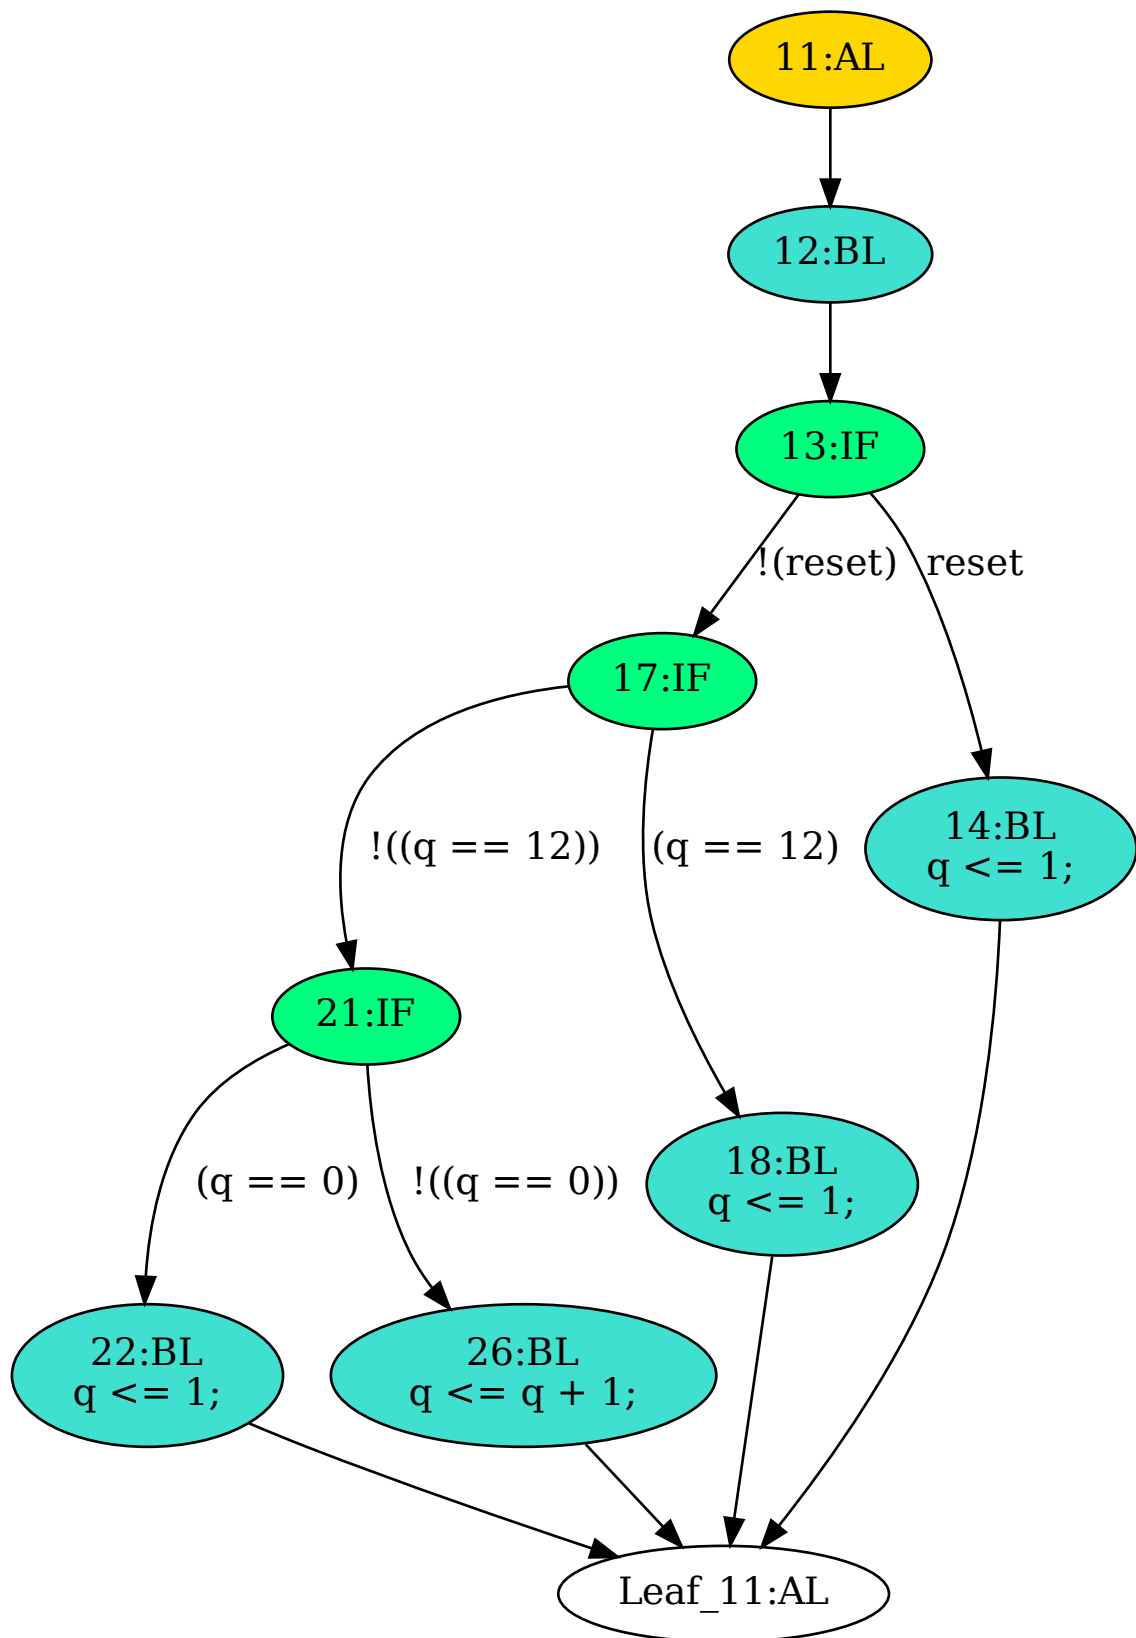 11:AL
12:BL
13:IF
!(reset)
reset
17:IF
!((q == 12))
(q == 12)
14:BL
q <= 1;
21:IF
(q == 0)
!((q == 0))
18:BL
q <= 1;
22:BL
q <= 1;
26:BL
q <= q + 1;
Leaf_11:AL